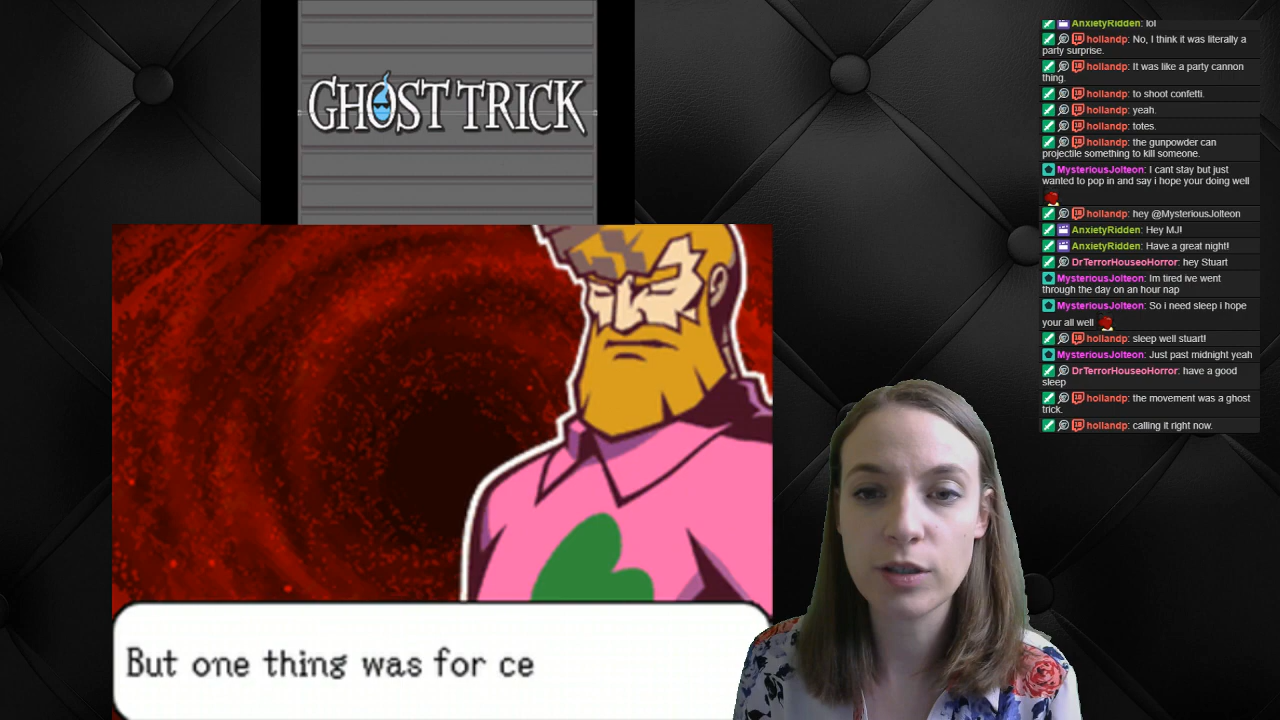 GHOST TRICK
But one thing was for ce
AnxietyRidden: lol
hollandp: No, I think it was literally a
party surprise.
hollandp: It was like a party cannon
thing.
hollandp: to shoot confetti.
hollandp: yeah.
hollandp: totes.
hollandp: the gunpowder can
projectile something to kill someone.
MysteriousJolteon: I cant stay but just
wanted to pop in and say i hope your doing well
hollandp: hey @MysteriousJolteon
AnxietyRidden: Hey MJ!
AnxietyRidden: Have a great night!
DrTerrorHouseoHorror: hey Stuart
MysteriousJolteon: Im tired ive went
through the day on an hour nap
MysteriousJolteon: So i need sleep i hope
your all well
hollandp: sleep well stuart!
MysteriousJolteon: Just past midnight yeah
DrTerrorHouseoHorror: have a good
sleep
hollandp: the movement was a ghost
trick.
hollandp: calling it right now.